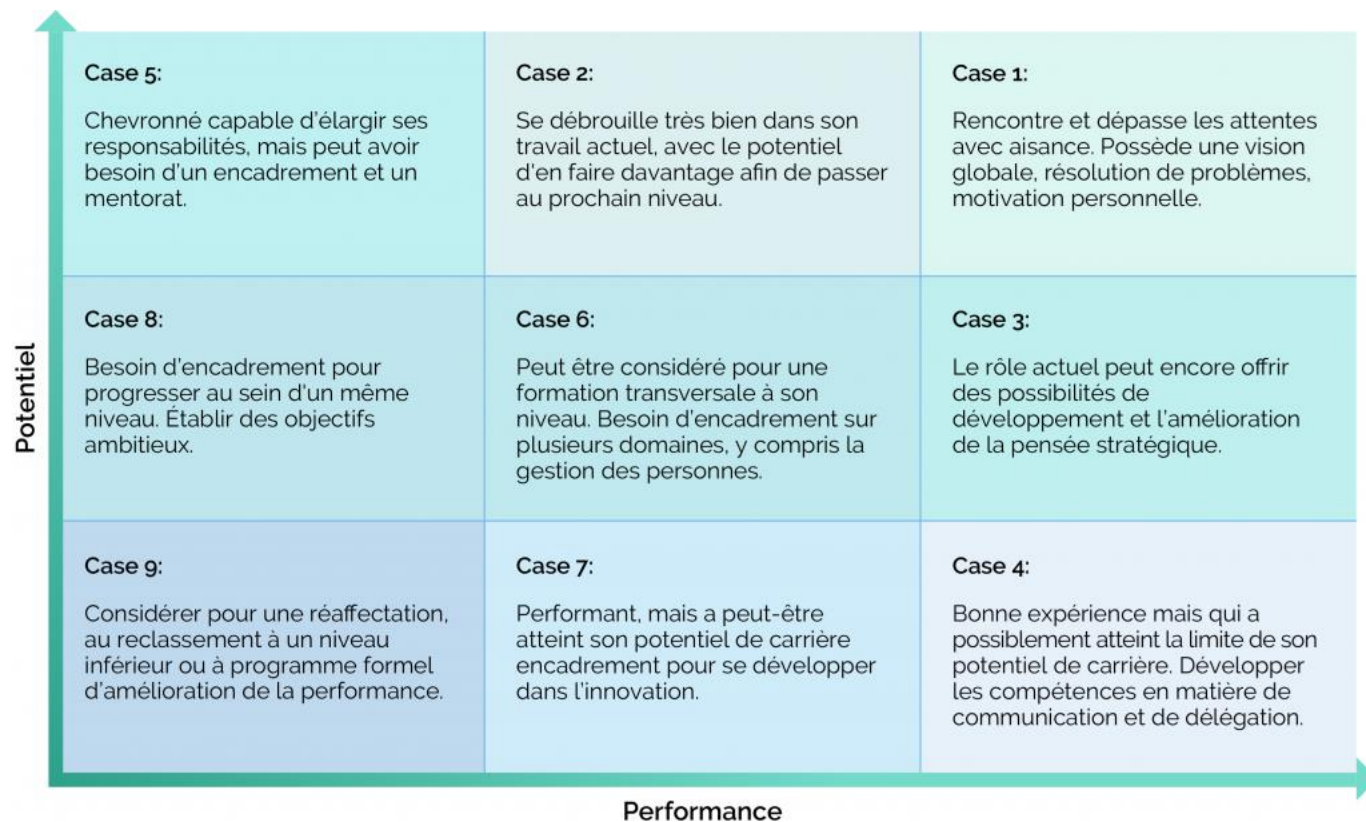 Case 5:
Chevronné capable d'élargir ses
responsabilités, mais peut avoir
besoin d'un encadrement et un
mentorat.
Case 2:
Se débrouille très bien dans son
travail actuel, avec le potentiel
d'en faire davantage afin de passer
au prochain niveau.
Case 1:
Rencontre et dépasse les attentes
avec aisance. Possède une vision
globale, résolution de problèmes,
motivation personnelle.
Potentiel
Case 8:
Besoin d'encadrement pour
progresser au sein d'un même
niveau. Établir des objectifs
ambitieux.
Case 6:
Peut être considéré pour une
formation transversale à son
niveau. Besoin d'encadrement sur
plusieurs domaines, y compris la
gestion des personnes.
Case 3:
Le rôle actuel peut encore offrir
des possibilités de
développement et l'amélioration
de la pensée stratégique.
Case 9:
Considérer pour une réaffectation,
au reclassement à un niveau
inférieur ou à programme formel
d'amélioration de la performance.
Case 7:
Performant, mais a peut-être
atteint son potentiel de carrière
encadrement pour se développer
dans l'innovation.
Case 4:
Bonne expérience mais qui a
possiblement atteint la limite de son
potentiel de carrière. Développer
les compétences en matière de
communication et de délégation.
Performance